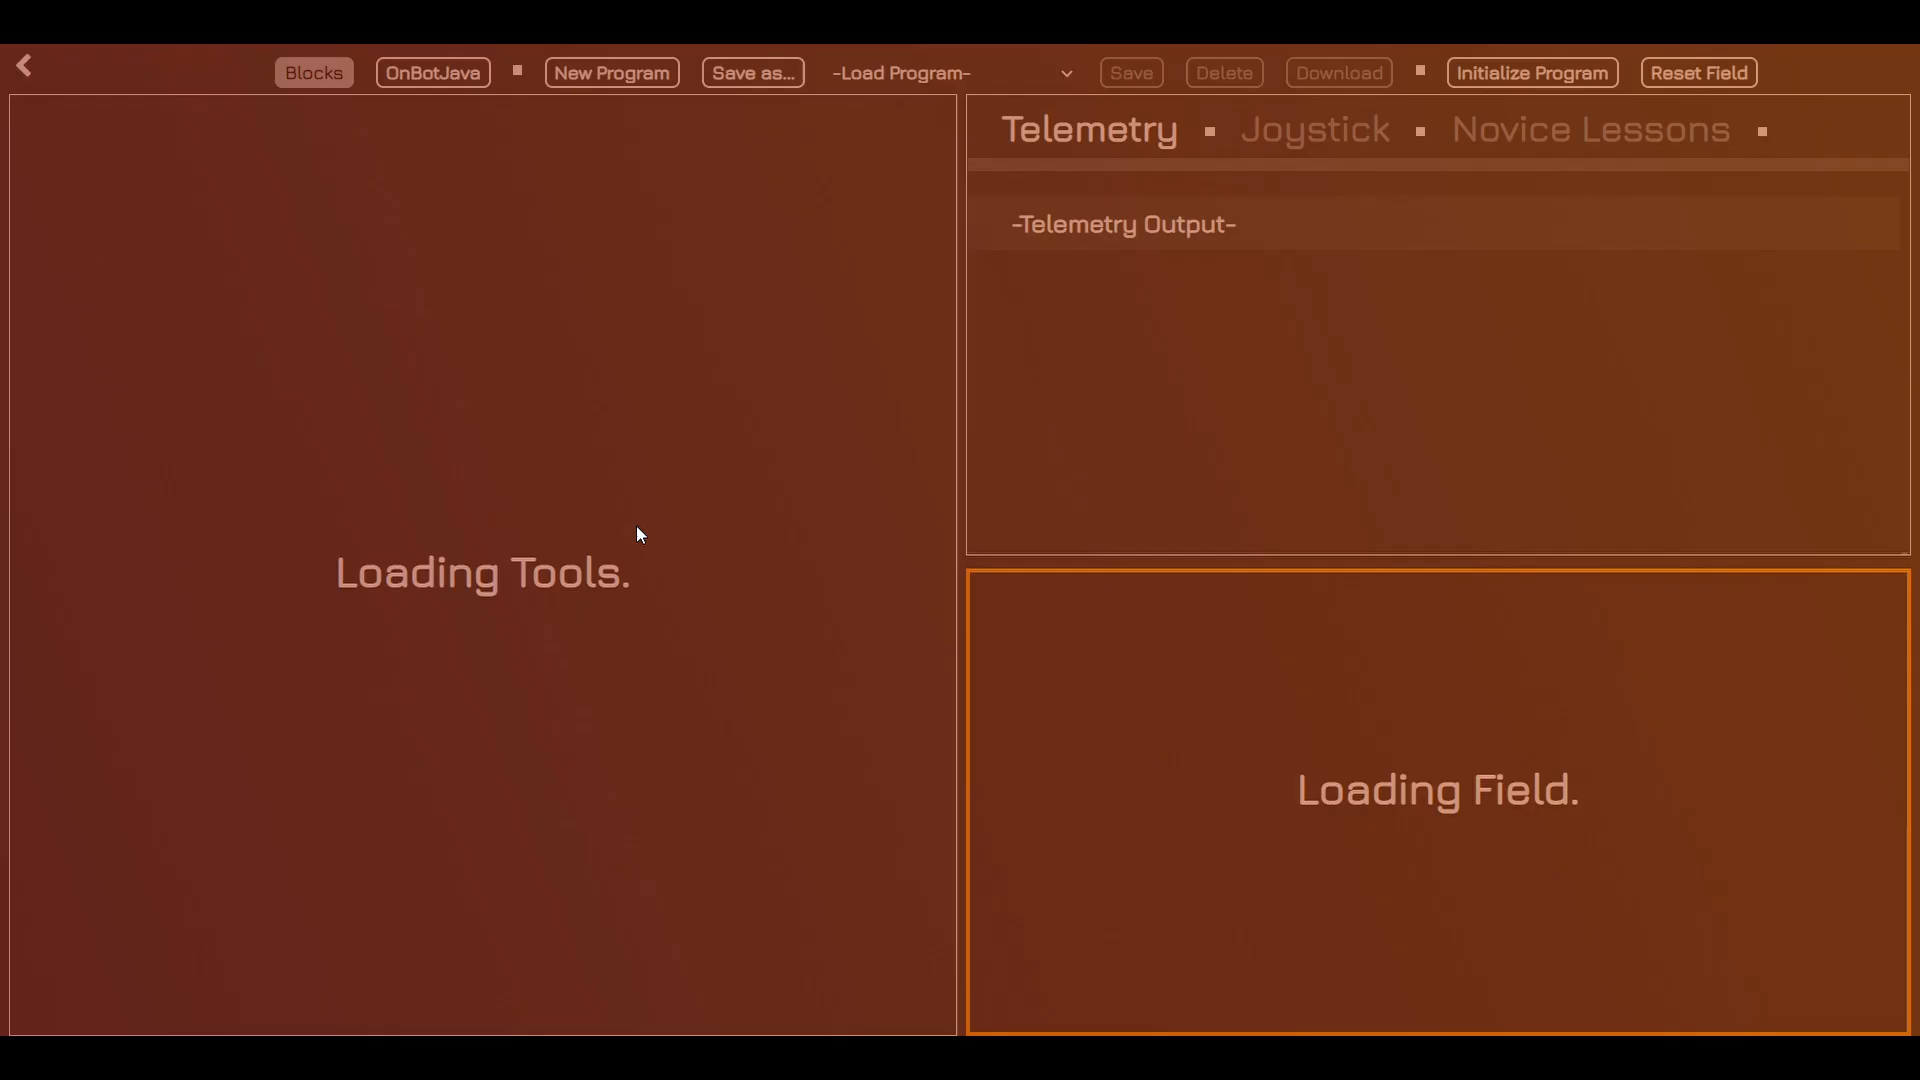 Blocks OnBotJava New Program Save as... -Load Program- Save Delete Download Initialize Program Reset Field
Telemetry Joystick Novice Lessons
-Telemetry Output-
Loading Tools.
Loading Field.